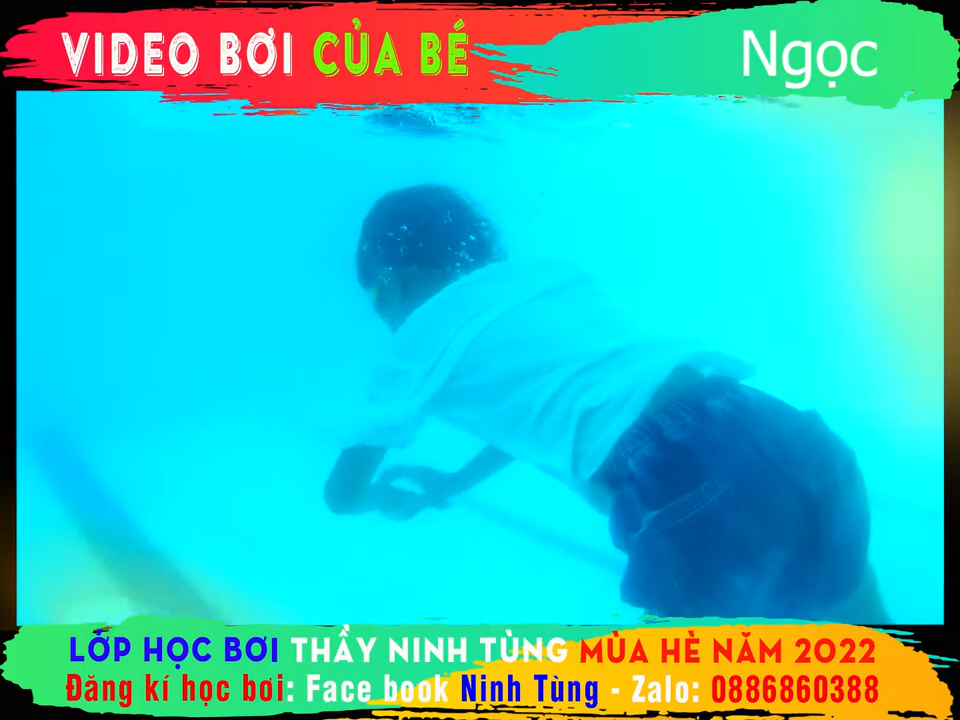 VIDEO BƠI CỦA BÉ
Ngọc
LỚP HỌC BƠI THẦY NINH TÙNG MÙA HÈ NĂM 2022
Đăng kí học bơi: Face book Ninh Tùng - Zalo: 0886860388